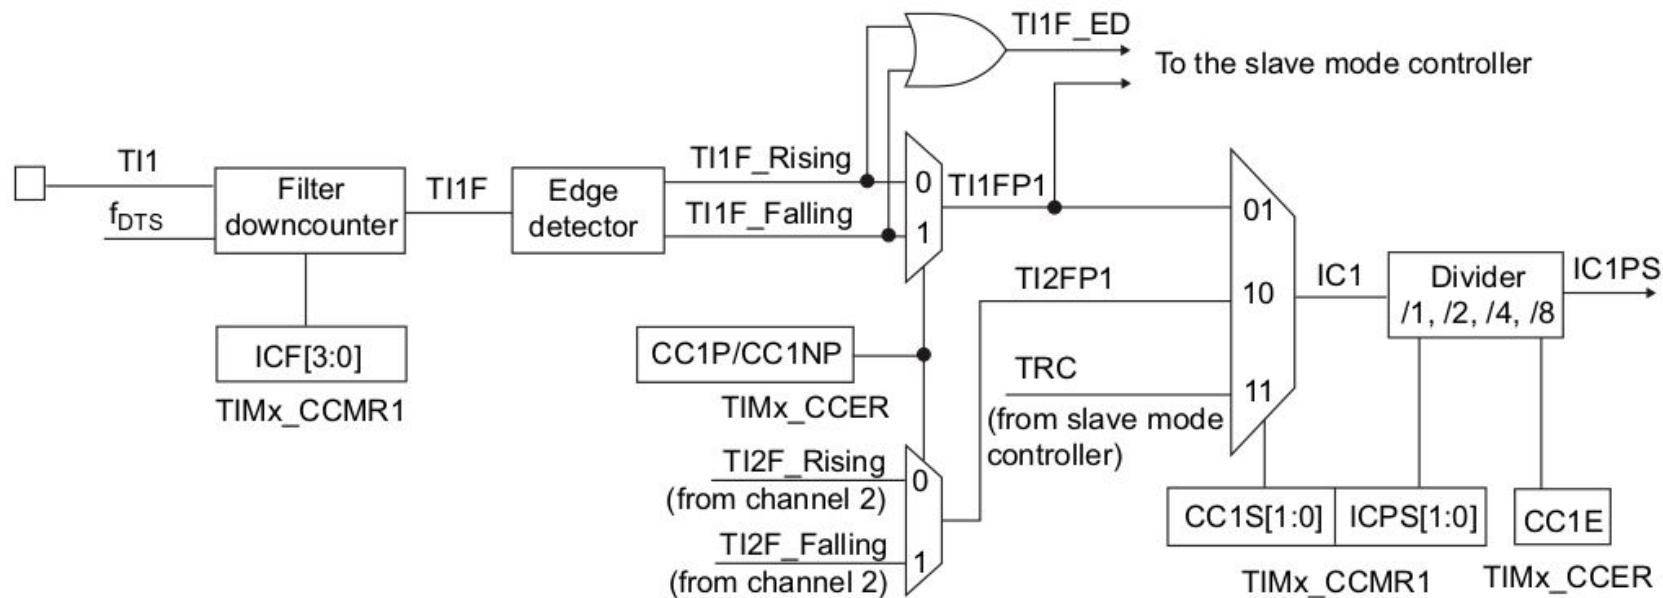 TI1F_ED
To the slave mode controller
TI1
fDTS
Filter
downcounter
TI1F
Edge
detector
TI1F_Rising
TI1F_Falling
0
1
TI1FP1
01
10
11
TI2FP1
TRC
(from slave mode
controller)
IC1
Divider
/1, /2, /4, /8
IC1PS
ICF[3:0]
TIMx_CCMR1
CC1P/CC1NP
TIMx_CCER
TI2F_Rising
(from channel 2)
TI2F_Falling
(from channel 2)
0
1
CC1S[1:0]
ICPS[1:0]
TIMx_CCMR1
CC1E
TIMx_CCER